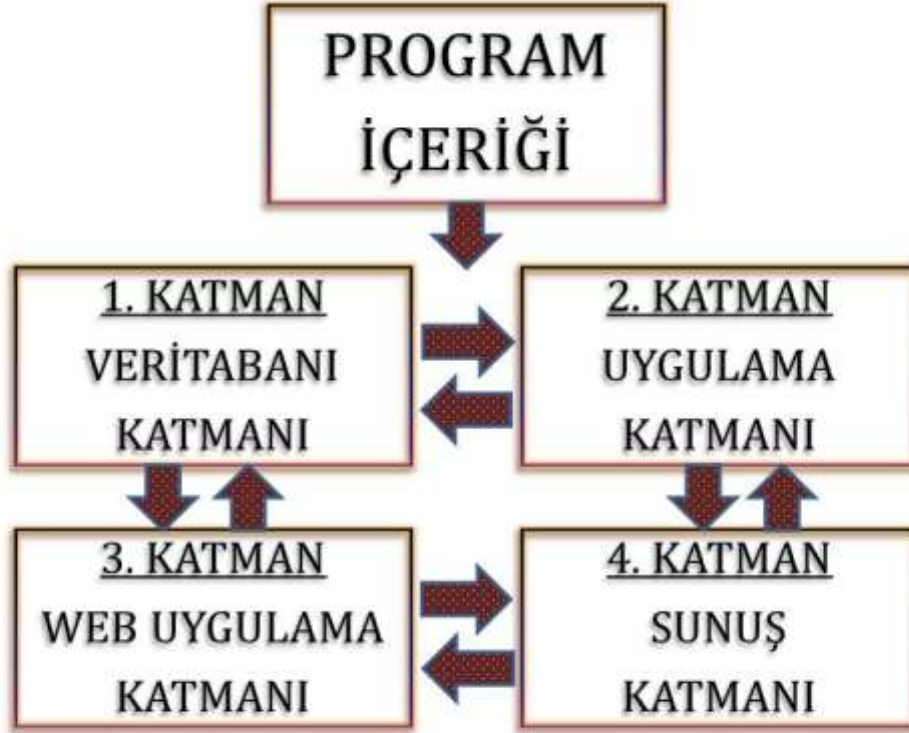 PROGRAM
İÇERİĞİ
1. KATMAN
VERİTABANI
KATMANI
2. KATMAN
UYGULAMA
KATMANI
3. KATMAN
WEB UYGULAMA
KATMANI
4. KATMAN
SUNUŞ
KATMANI